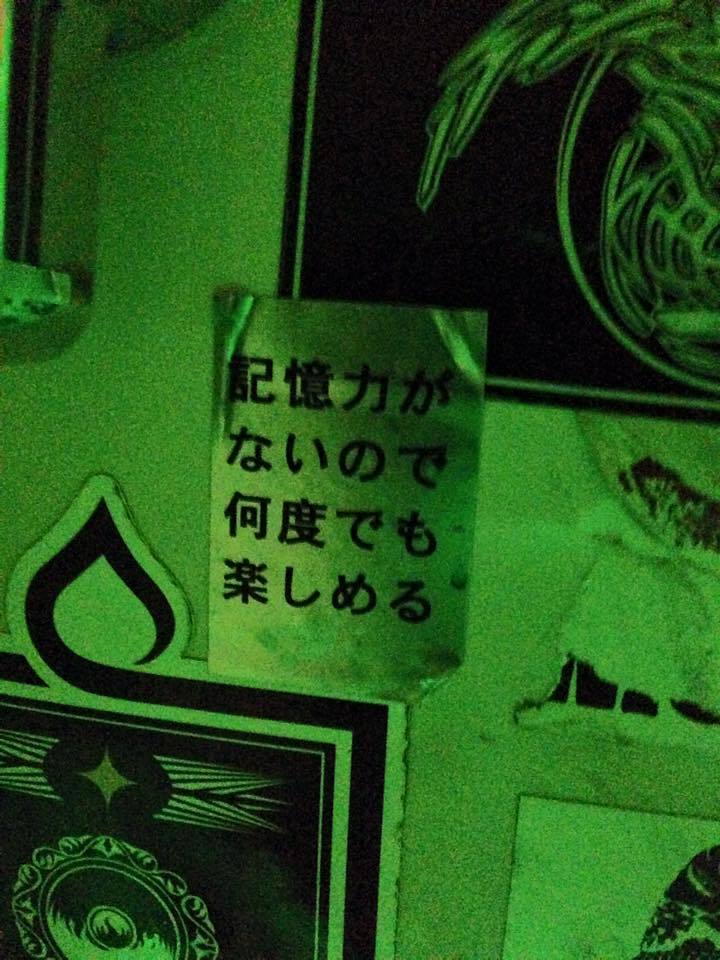 記憶力が
ないので
何度でも
楽しめる